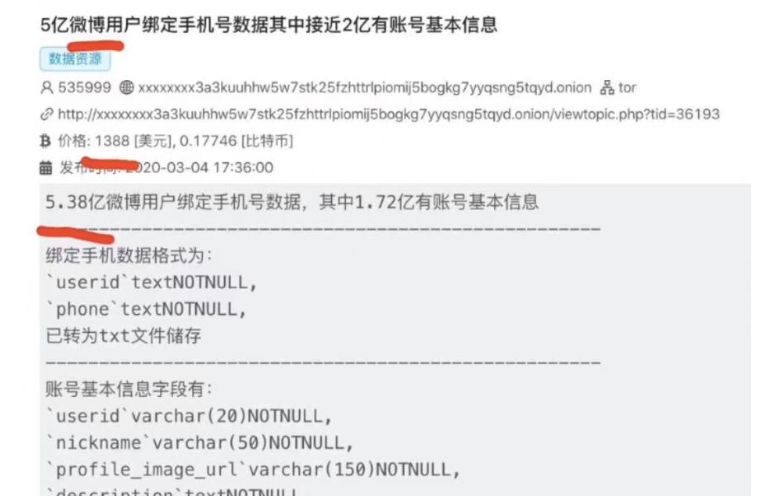 5亿微博用户绑定手机号数据其中接近2亿有账号基本信息
数据资源
535999 xxxxxxxx3a3kuuhhw5w7stk25fzhttrlpiomij5bogkg7yyqsng5tqyd.onion tor
http://xxxxxxxx3a3kuuhhw5w7stk25fzhttrlpiomij5bogkg7yyqsng5tqyd.onion/viewtopic.php?tid=36193
价格: 1388 [美元], 0.17746 [比特币]
发布时间: 2020-03-04 17:36:00
5.38亿微博用户绑定手机号数据，其中1.72亿有账号基本信息
----------------------------------------------------
绑定手机数据格式为：
`userid`textNOTNULL,
`phone`textNOTNULL,
已转为txt文件储存
----------------------------------------------------
账号基本信息字段有：
`userid`varchar(20)NOTNULL,
`nickname`varchar(50)NOTNULL,
`profile_image_url`varchar(150)NOTNULL,
`description`textNOTNULL